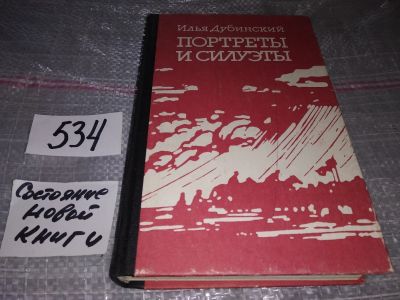 Илья Дубинский
ПОРТРЕТЫ
И СИЛУЭТЫ
534
Состояние
новой
книги